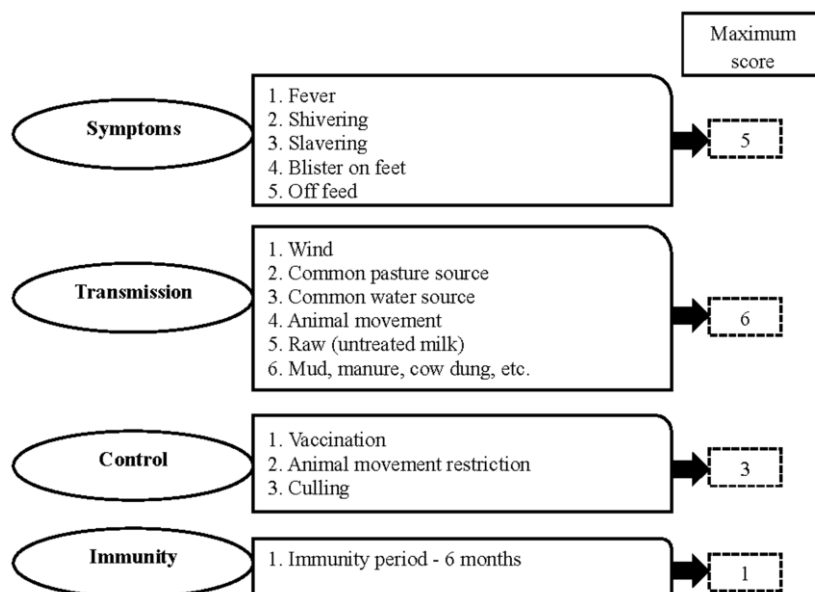 Maximum
score
Symptoms
1. Fever
2. Shivering
3. Slavering
4. Blister on feet
5. Off feed
5
Transmission
1. Wind
2. Common pasture source
3. Common water source
4. Animal movement
5. Raw (untreated milk)
6. Mud, manure, cow dung, etc.
6
Control
1. Vaccination
2. Animal movement restriction
3. Culling
3
Immunity
1. Immunity period - 6 months
1